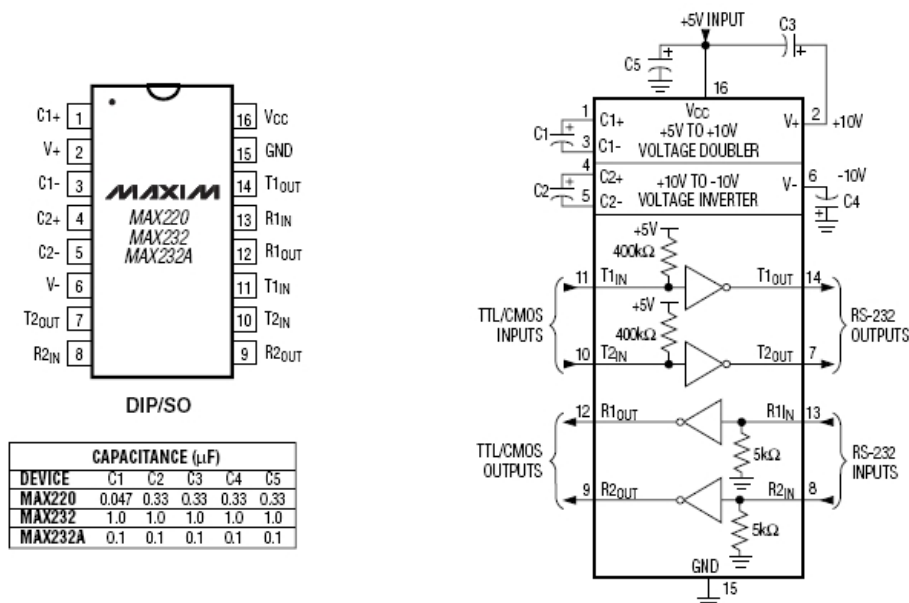 C1+ 1 16 VCC
V+ 2 15 GND
C1- 3 14 T1OUT
C2+ 4 13 R1IN
C2- 5 12 R1OUT
V- 6 11 T1IN
T2OUT 7 10 T2IN
R2IN 8 9 R2OUT
MAXIM
MAX220
MAX232
MAX232A
DIP/SO
CAPACITANCE (μF)
DEVICE C1 C2 C3 C4 C5
MAX220 0.047 0.33 0.33 0.33 0.33
MAX232 1.0 1.0 1.0 1.0 1.0
MAX232A 0.1 0.1 0.1 0.1 0.1
+5V INPUT
C3
+
C5 +
+
16
1 C1+ VCC V+ 2 +10V
C1 + +5V TO +10V
3 C1- VOLTAGE DOUBLER
4 C2+ V- 6 -10V
C2 + +10V TO -10V
5 C2- VOLTAGE INVERTER
C4
+
+5V
400kΩ
11 T1IN T1OUT 14
+5V
400kΩ
TTL/CMOS INPUTS
RS-232 OUTPUTS
10 T2IN T2OUT 7
12 R1OUT R1IN 13
5kΩ
TTL/CMOS OUTPUTS
RS-232 INPUTS
9 R2OUT R2IN 8
5kΩ
GND
15